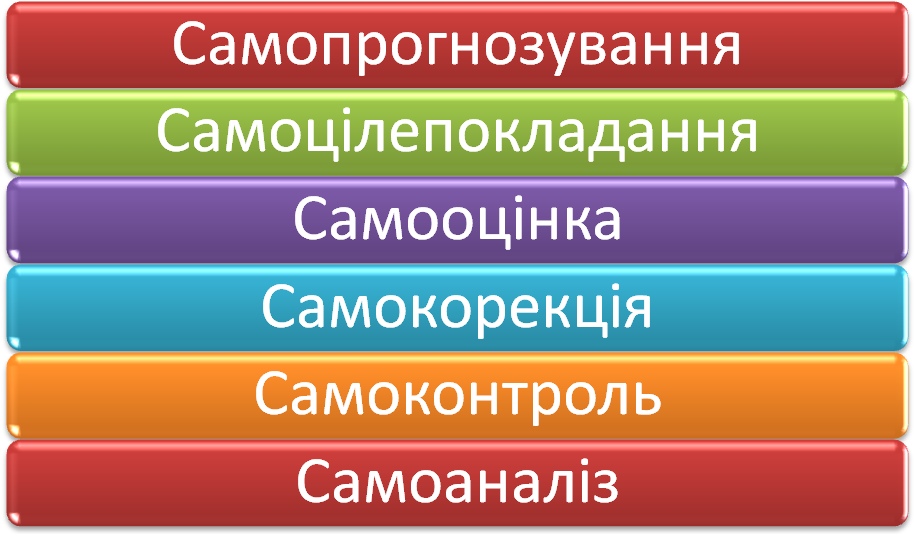 Самопрогнозування
Самоцілепокладання
Самооцінка
Самокорекція
Самоконтроль
Самоаналіз